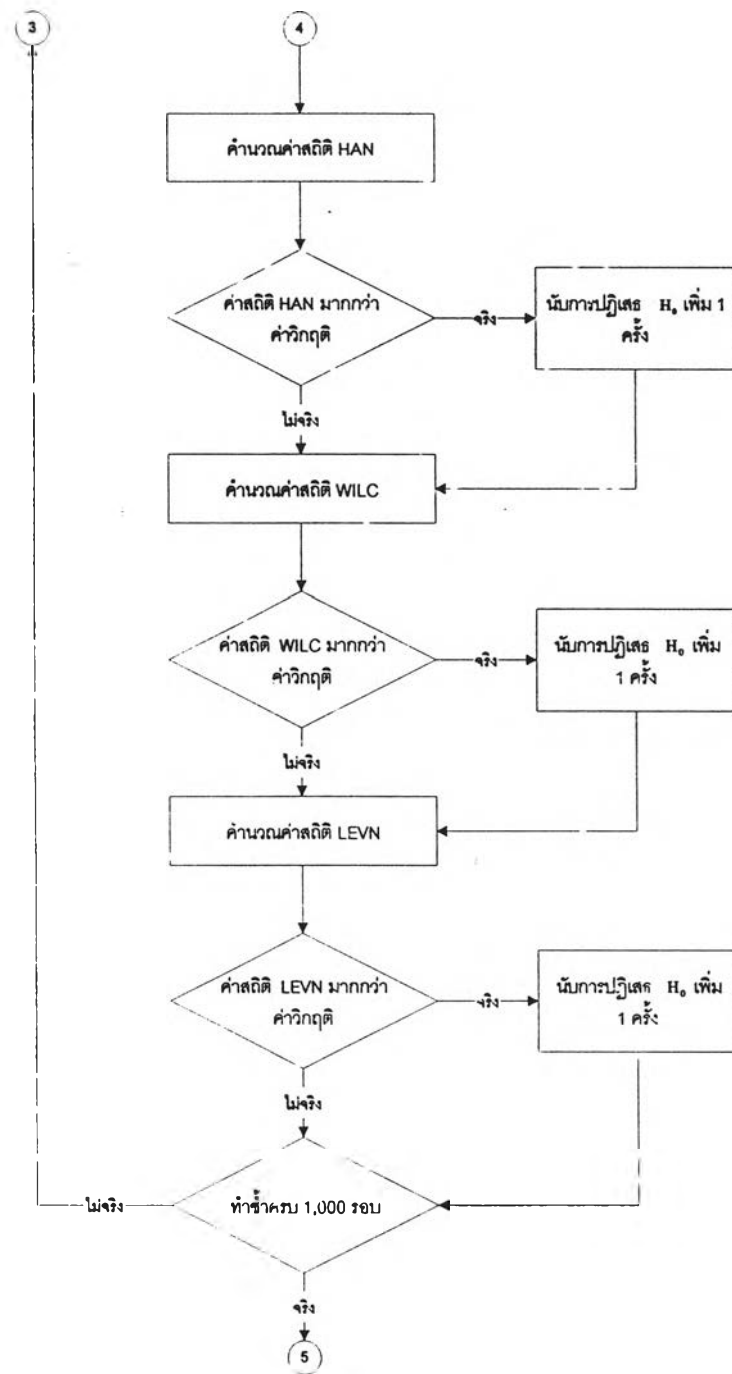 3
4
คำนวณค่าสถิติ HAN
ค่าสถิติ HAN มากกว่า
ค่าวิกฤติ
จริง
นับการปฏิเสธ H₀ เพิ่ม 1
ครั้ง
ไม่จริง
คำนวณค่าสถิติ WILC
ค่าสถิติ WILC มากกว่า
ค่าวิกฤติ
จริง
นับการปฏิเสธ H₀ เพิ่ม
1 ครั้ง
ไม่จริง
คำนวณค่าสถิติ LEVN
ค่าสถิติ LEVN มากกว่า
ค่าวิกฤติ
จริง
นับการปฏิเสธ H₀ เพิ่ม
1 ครั้ง
ไม่จริง
ทำซ้ำครบ 1,000 รอบ
ไม่จริง
จริง
5